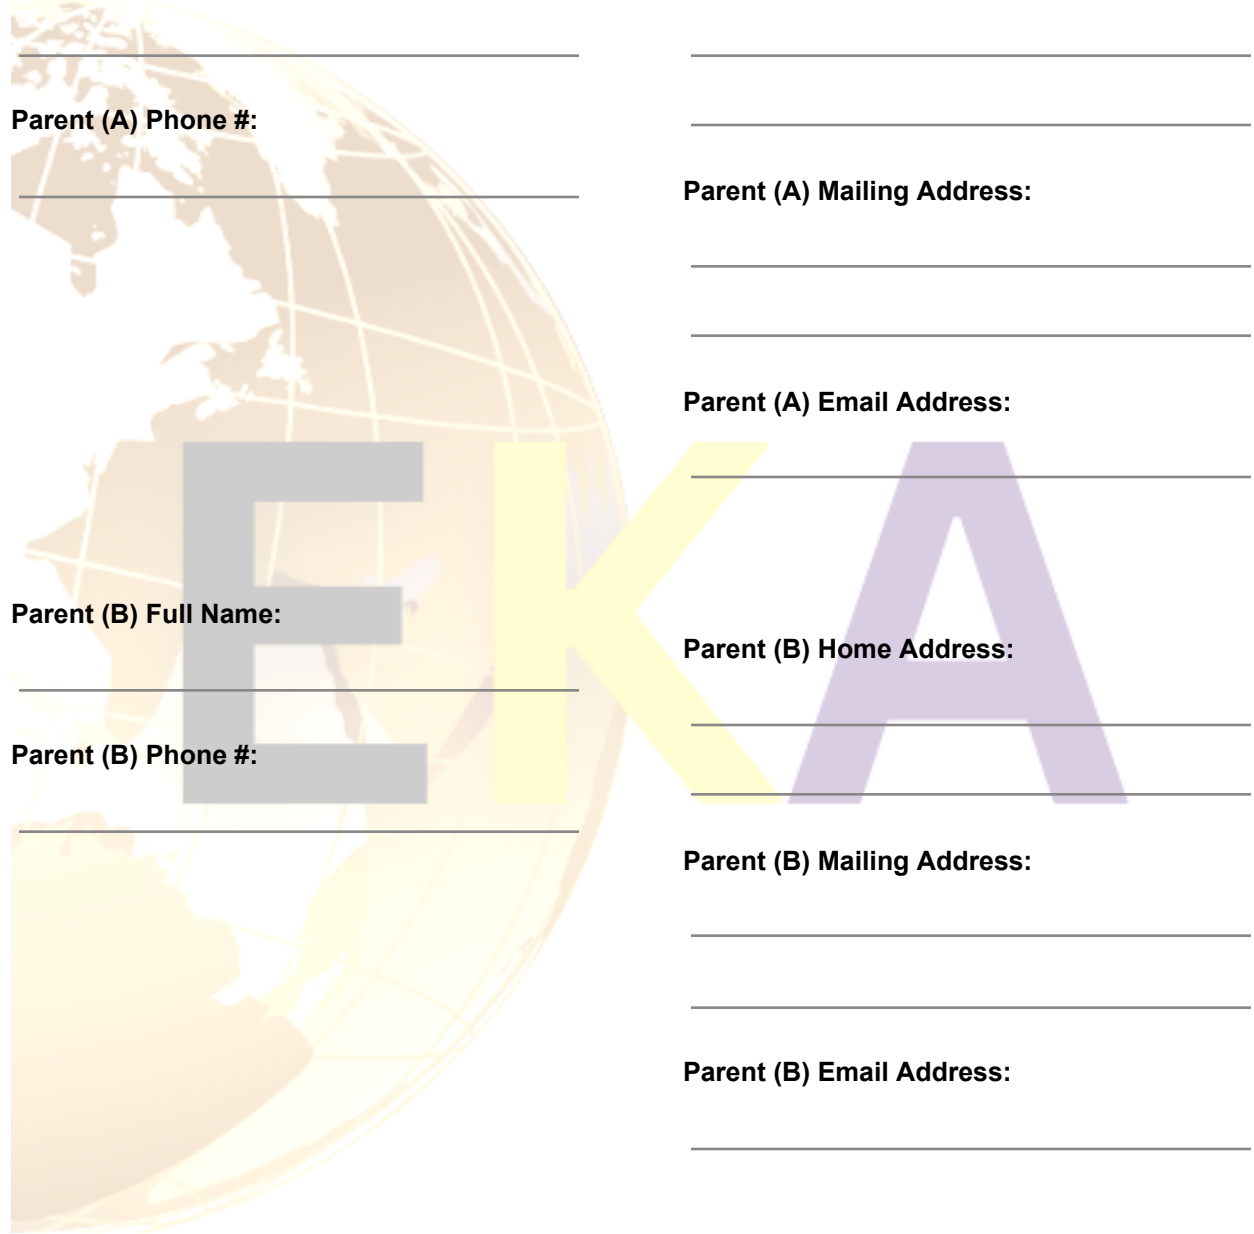 Parent (A) Phone #:
Parent (A) Mailing Address:
Parent (A) Email Address:
EKA
Parent (B) Full Name:
Parent (B) Home Address:
Parent (B) Phone #:
Parent (B) Mailing Address:
Parent (B) Email Address: